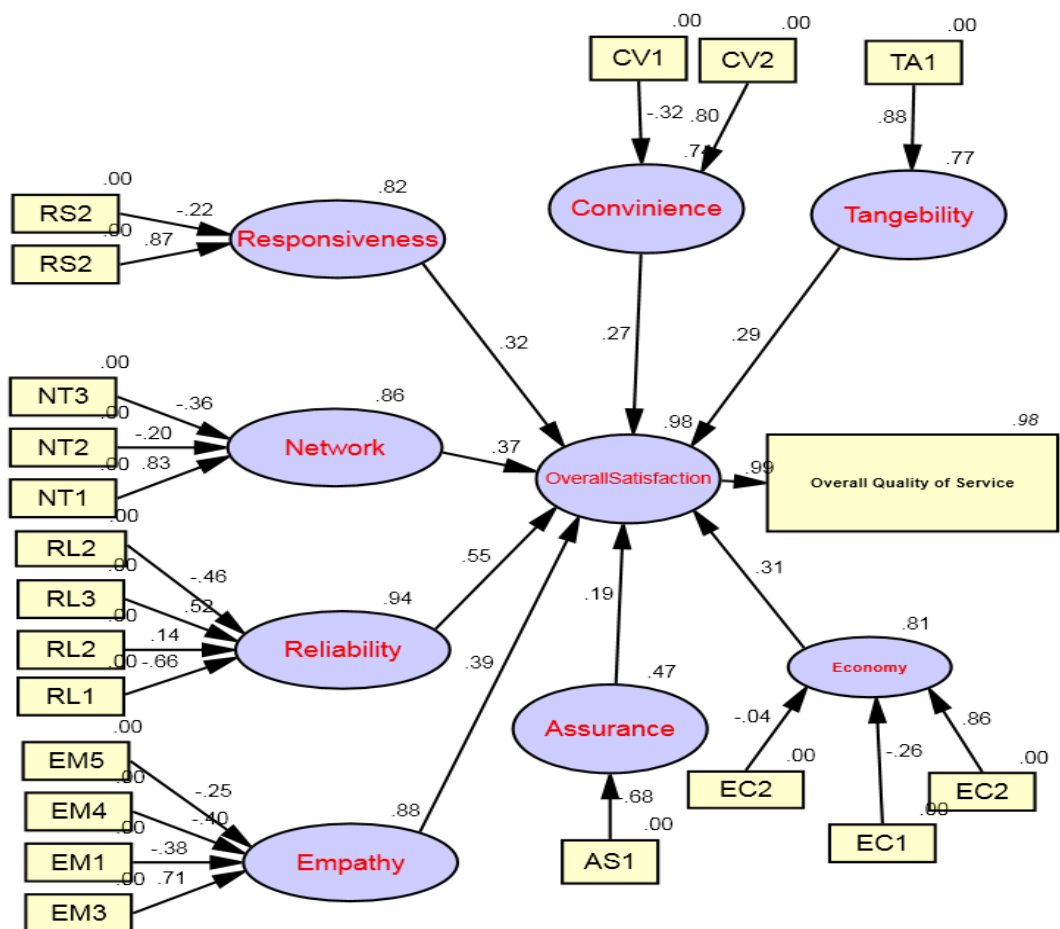 .00
CV1
.00
CV2
.00
TA1
-.32
.80
.88
.74
Convinience
.77
Tangebility
.00
RS2
.00
RS2
-.22
.87
.82
Responsiveness
.32
.27
.29
.00
NT3
.00
NT2
.00
NT1
-.36
-.20
.83
.86
Network
.37
.98
OverallSatisfaction
.99
.98
Overall Quality of Service
.00
RL2
.00
RL3
.00
RL2
.00
RL1
-.46
.52
.14
-.66
.94
Reliability
.55
.19
.31
.00
EM5
.00
EM4
.00
EM1
.00
EM3
-.25
-.40
-.38
.71
.88
Empathy
.39
.47
Assurance
-.68
.00
AS1
.81
Economy
-.04
-.26
.86
.00
EC2
.00
EC1
.00
EC2